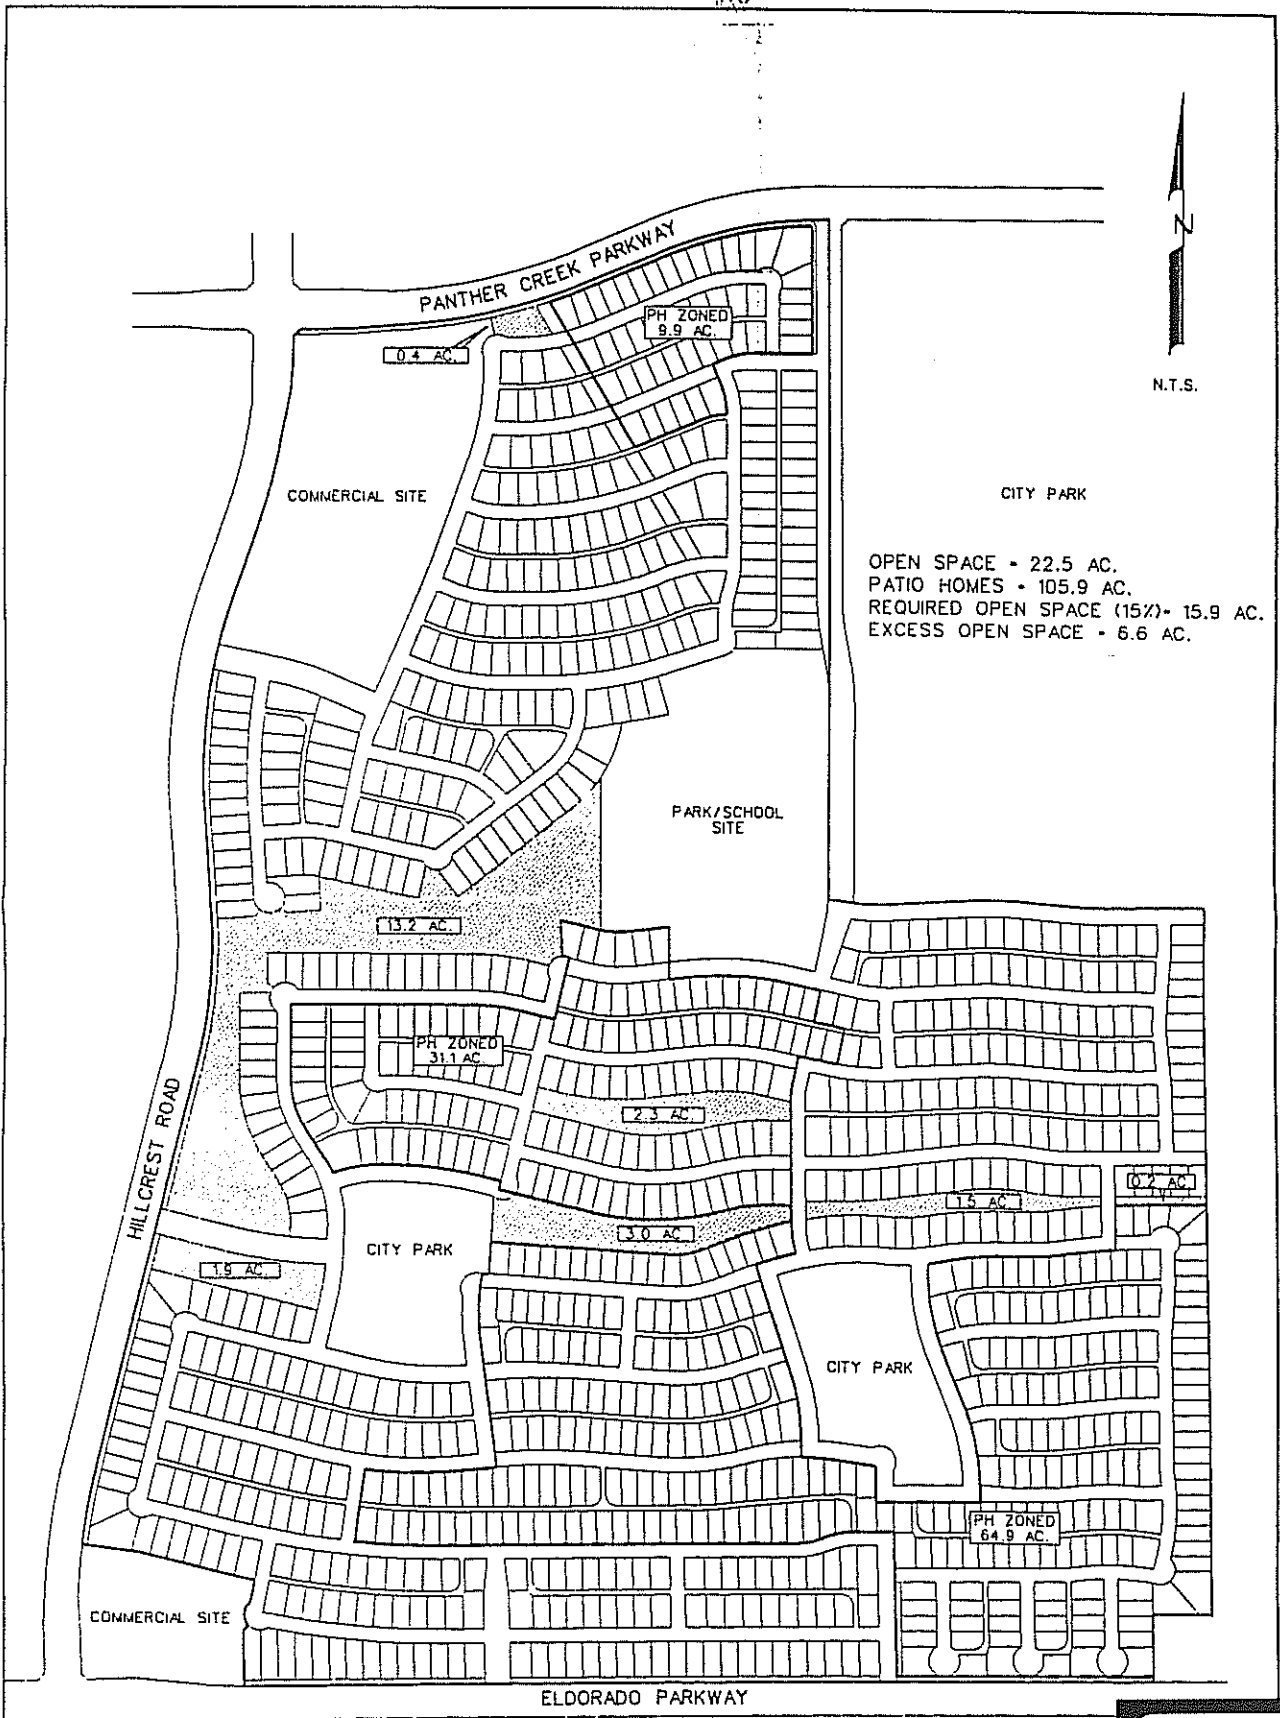 N
PANTHER CREEK PARKWAY
PH ZONED
9.9 AC.
0.4 AC.
N.T.S.
COMMERCIAL SITE
CITY PARK
OPEN SPACE - 22.5 AC.
PATIO HOMES - 105.9 AC.
REQUIRED OPEN SPACE (15%)- 15.9 AC.
EXCESS OPEN SPACE - 6.6 AC.
PARK/SCHOOL
SITE
13.2 AC.
PH ZONED
31.1 AC.
HILLCREST ROAD
2.3 AC
0.2 AC.
1.5 AC.
3.0 AC
CITY PARK
1.9 AC.
CITY PARK
PH ZONED
64.9 AC.
COMMERCIAL SITE
ELDORADO PARKWAY